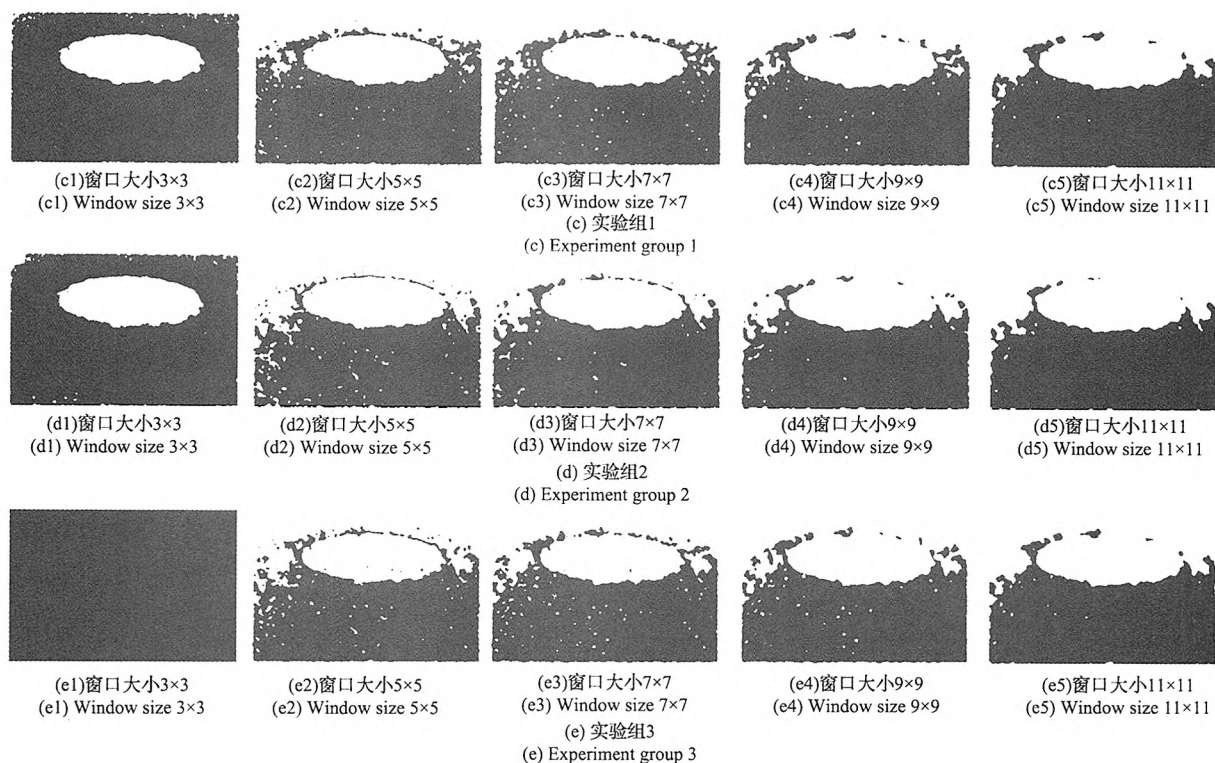 (c1)窗口大小3×3
(c1) Window size 3×3
(c2)窗口大小5×5
(c2) Window size 5×5
(c3)窗口大小7×7
(c3) Window size 7×7
(c4)窗口大小9×9
(c4) Window size 9×9
(c5)窗口大小11×11
(c5) Window size 11×11
(c) 实验组1
(c) Experiment group 1
(d1)窗口大小3×3
(d1) Window size 3×3
(d2)窗口大小5×5
(d2) Window size 5×5
(d3)窗口大小7×7
(d3) Window size 7×7
(d4)窗口大小9×9
(d4) Window size 9×9
(d5)窗口大小11×11
(d5) Window size 11×11
(d) 实验组2
(d) Experiment group 2
(e1)窗口大小3×3
(e1) Window size 3×3
(e2)窗口大小5×5
(e2) Window size 5×5
(e3)窗口大小7×7
(e3) Window size 7×7
(e4)窗口大小9×9
(e4) Window size 9×9
(e5)窗口大小11×11
(e5) Window size 11×11
(e) 实验组3
(e) Experiment group 3